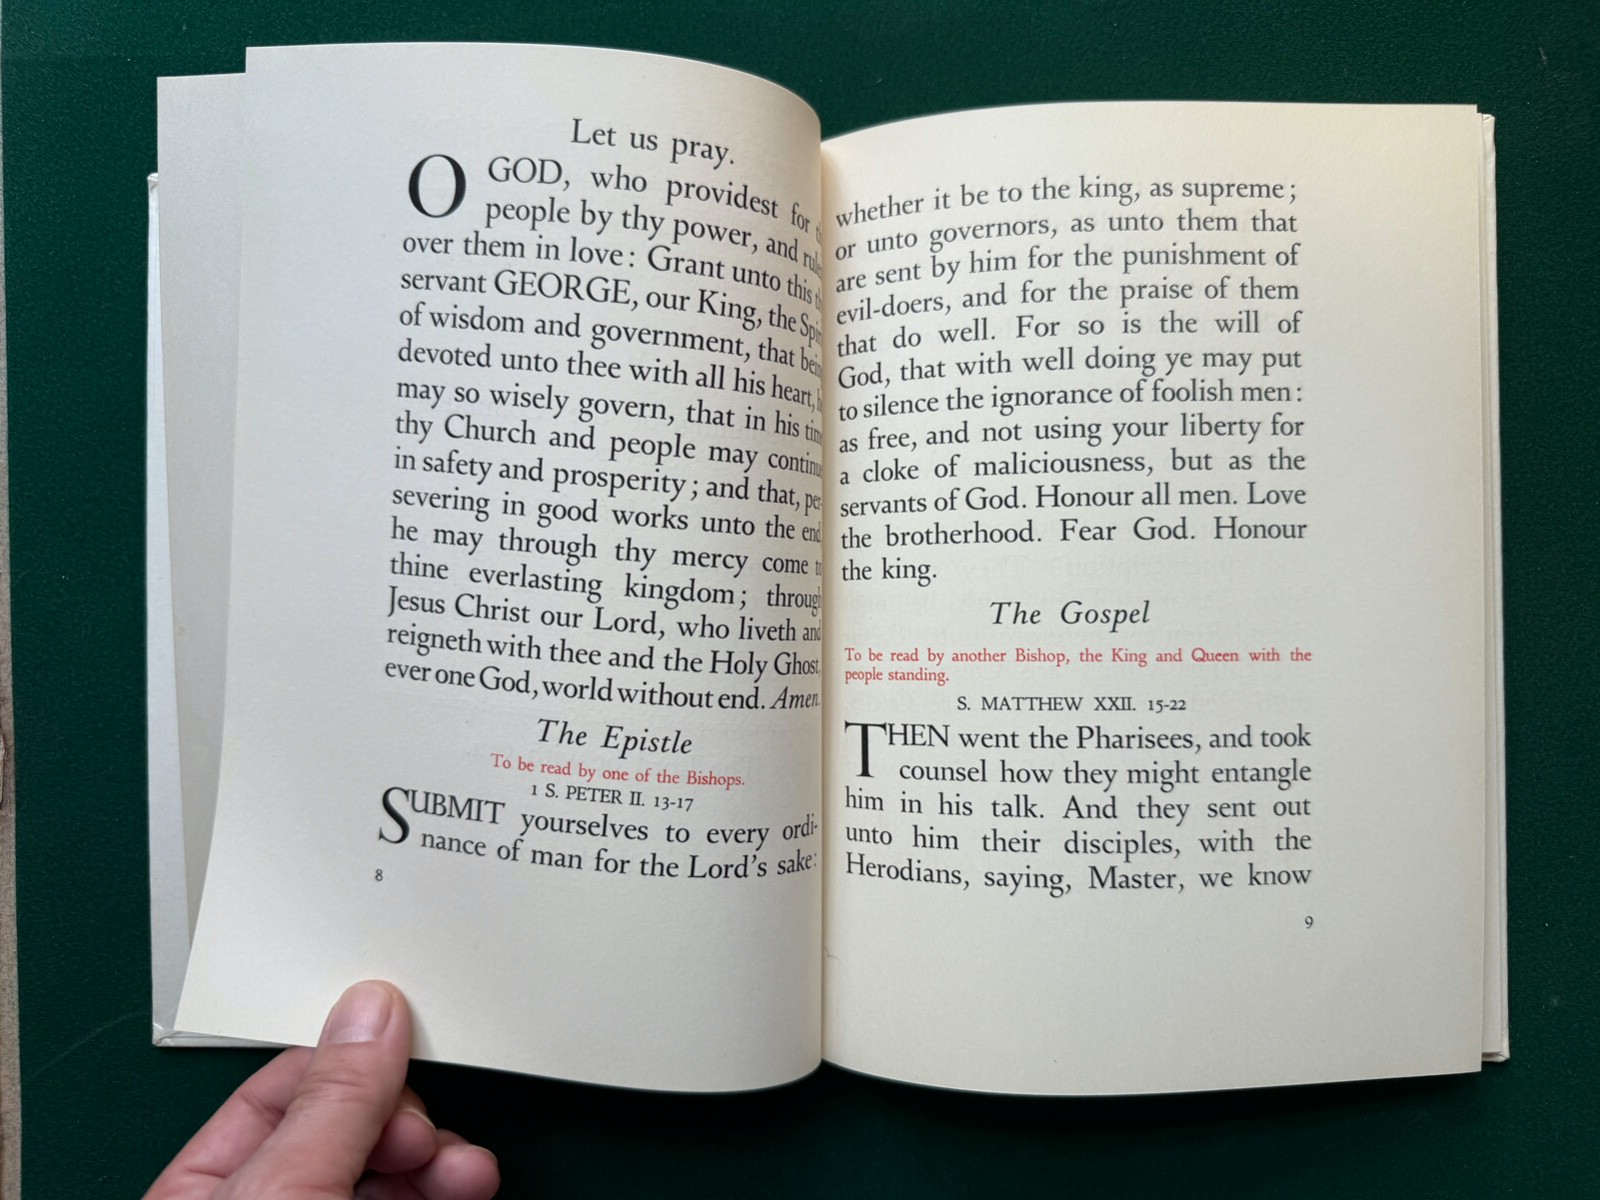 Let us pray.
O GOD, who providest for
people by thy power, and
over them in love: Grant unto this
servant GEORGE, our King, the
of wisdom and government, that
devoted unto thee with all his heart,
may so wisely govern, that in his
thy Church and people may
in safety and prosperity; and that, per-
severing in good works unto the end
he may through thy mercy come
thine everlasting kingdom; through
Jesus Christ our Lord, who liveth and
reigneth with thee and the Holy Ghost,
ever one God, world without end. Amen.
The Epistle
To be read by one of the Bishops.
1 S. PETER II. 13-17
SUBMIT yourselves to every ordi-
nance of man for the Lord's sake:
8
whether it be to the king, as supreme;
or unto governors, as unto them that
are sent by him for the punishment of
evil-doers, and for the praise of them
that do well. For so is the will of
God, that with well doing ye may put
to silence the ignorance of foolish men:
as free, and not using your liberty for
a cloke of maliciousness, but as the
servants of God. Honour all men. Love
the brotherhood. Fear God. Honour
the king.
The Gospel
To be read by another Bishop, the King and Queen with the
people standing.
S. MATTHEW XXII. 15-22
THEN went the Pharisees, and took
counsel how they might entangle
him in his talk. And they sent out
unto him their disciples, with the
Herodians, saying, Master, we know
9